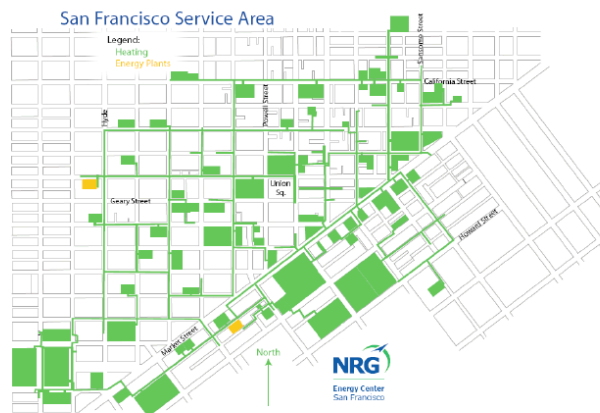 San Francisco Service Area
Legend:
Heating
Energy Plants
Sansome Street
California Street
Powell Street
Hyde
Union
Sq.
Geary Street
Howard Street
Market Street
North
NRG
Energy Center
San Francisco